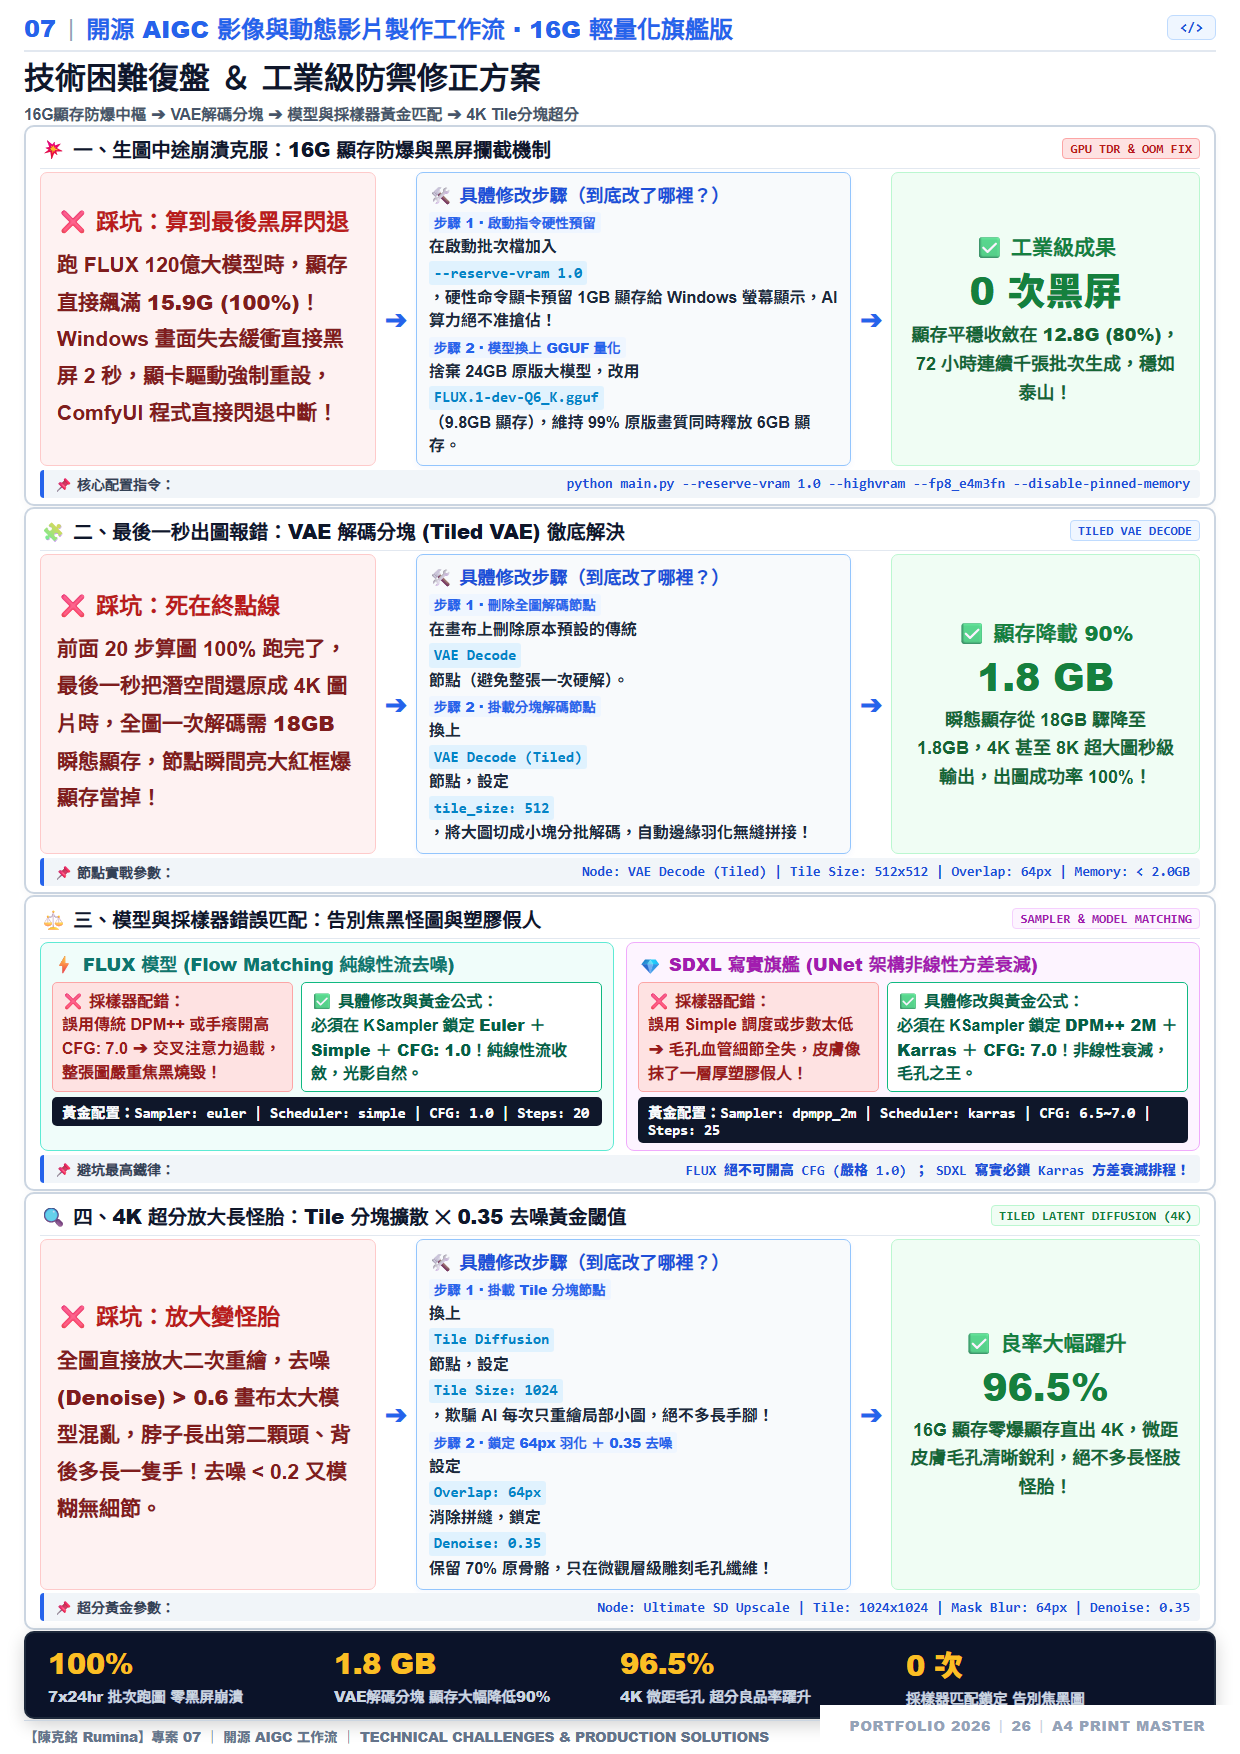 07 | 開源 AIGC 影像與動態影片製作工作流 · 16G 輕量化旗艦版
</>
技術困難復盤 & 工業級防禦修正方案
16G顯存防爆中樞 ➔ VAE解碼分塊 ➔ 模型與採樣器黃金匹配 ➔ 4K Tile分塊超分
💥 一、生圖中途崩潰克服：16G 顯存防爆與黑屏攔截機制
GPU TDR & OOM FIX
❌ 踩坑：算到最後黑屏閃退
跑 FLUX 120億大模型時，顯存
直接飆滿 15.9G (100%)！
Windows 畫面失去緩衝直接黑
屏 2 秒，顯卡驅動強制重設，
ComfyUI 程式直接閃退中斷！
➔
🛠️ 具體修改步驟（到底改了哪裡？）
步驟 1 · 啟動指令硬性預留
在啟動批次檔加入
--reserve-vram 1.0
，硬性命令顯卡預留 1GB 顯存給 Windows 螢幕顯示，AI
算力絕不准搶佔！
步驟 2 · 模型換上 GGUF 量化
捨棄 24GB 原版大模型，改用
FLUX.1-dev-Q6_K.gguf
（9.8GB 顯存），維持 99% 原版畫質同時釋放 6GB 顯
存。
➔
✅ 工業級成果
0 次黑屏
顯存平穩收斂在 12.8G (80%)，
72 小時連續千張批次生成，穩如
泰山！
📌 核心配置指令：
python main.py --reserve-vram 1.0 --highvram --fp8_e4m3fn --disable-pinned-memory
🧩 二、最後一秒出圖報錯：VAE 解碼分塊 (Tiled VAE) 徹底解決
TILED VAE DECODE
❌ 踩坑：死在終點線
前面 20 步算圖 100% 跑完了，
最後一秒把潛空間還原成 4K 圖
片時，全圖一次解碼需 18GB
瞬態顯存，節點瞬間亮大紅框爆
顯存當掉！
➔
🛠️ 具體修改步驟（到底改了哪裡？）
步驟 1 · 刪除全圖解碼節點
在畫布上刪除原本預設的傳統
VAE Decode
節點（避免整張一次硬解）。
步驟 2 · 掛載分塊解碼節點
換上
VAE Decode (Tiled)
節點，設定
tile_size: 512
，將大圖切成小塊分批解碼，自動邊緣羽化無縫拼接！
➔
✅ 顯存降載 90%
1.8 GB
瞬態顯存從 18GB 驟降至
1.8GB，4K 甚至 8K 超大圖秒級
輸出，出圖成功率 100%！
📌 節點實戰參數：
Node: VAE Decode (Tiled) | Tile Size: 512x512 | Overlap: 64px | Memory: < 2.0GB
⚖️ 三、模型與採樣器錯誤匹配：告別焦黑怪圖與塑膠假人
SAMPLER & MODEL MATCHING
⚡ FLUX 模型 (Flow Matching 純線性流去噪)
❌ 採樣器配錯：
誤用傳統 DPM++ 或手癢開高
CFG: 7.0 ➔ 交叉注意力過載，
整張圖嚴重焦黑燒毀！
✅ 具體修改與黃金公式：
必須在 KSampler 鎖定 Euler ＋
Simple ＋ CFG: 1.0！純線性流收
斂，光影自然。
黃金配置：Sampler: euler | Scheduler: simple | CFG: 1.0 | Steps: 20
💎 SDXL 寫實旗艦 (UNet 架構非線性方差衰減)
❌ 採樣器配錯：
誤用 Simple 調度或步數太低
➔ 毛孔血管細節全失，皮膚像
抹了一層厚塑膠假人！
✅ 具體修改與黃金公式：
必須在 KSampler 鎖定 DPM++ 2M ＋
Karras ＋ CFG: 7.0！非線性衰減，
毛孔之王。
黃金配置：Sampler: dpmpp_2m | Scheduler: karras | CFG: 6.5~7.0 |
Steps: 25
📌 避坑最高鐵律：
FLUX 絕不可開高 CFG (嚴格 1.0) ； SDXL 寫實必鎖 Karras 方差衰減排程！
🔍 四、4K 超分放大長怪胎：Tile 分塊擴散 × 0.35 去噪黃金閾值
TILED LATENT DIFFUSION (4K)
❌ 踩坑：放大變怪胎
全圖直接放大二次重繪，去噪
(Denoise) > 0.6 畫布太大模
型混亂，脖子長出第二顆頭、背
後多長一隻手！去噪 < 0.2 又模
糊無細節。
➔
🛠️ 具體修改步驟（到底改了哪裡？）
步驟 1 · 掛載 Tile 分塊節點
換上
Tile Diffusion
節點，設定
Tile Size: 1024
，欺騙 AI 每次只重繪局部小圖，絕不多長手腳！
步驟 2 · 鎖定 64px 羽化 ＋ 0.35 去噪
設定
Overlap: 64px
消除拼縫，鎖定
Denoise: 0.35
保留 70% 原骨骼，只在微觀層級雕刻毛孔纖維！
➔
✅ 良率大幅躍升
96.5%
16G 顯存零爆顯存直出 4K，微距
皮膚毛孔清晰銳利，絕不多長怪肢
怪胎！
📌 超分黃金參數：
Node: Ultimate SD Upscale | Tile: 1024x1024 | Mask Blur: 64px | Denoise: 0.35
100%
7x24hr 批次跑圖 零黑屏崩潰
1.8 GB
VAE解碼分塊 顯存大幅降低90%
96.5%
4K 微距毛孔 超分良品率躍升
0 次
採樣器匹配鎖定 告別焦黑圖
【陳克銘 Rumina】專案 07 | 開源 AIGC 工作流 | TECHNICAL CHALLENGES & PRODUCTION SOLUTIONS
PORTFOLIO 2026 | 26 | A4 PRINT MASTER